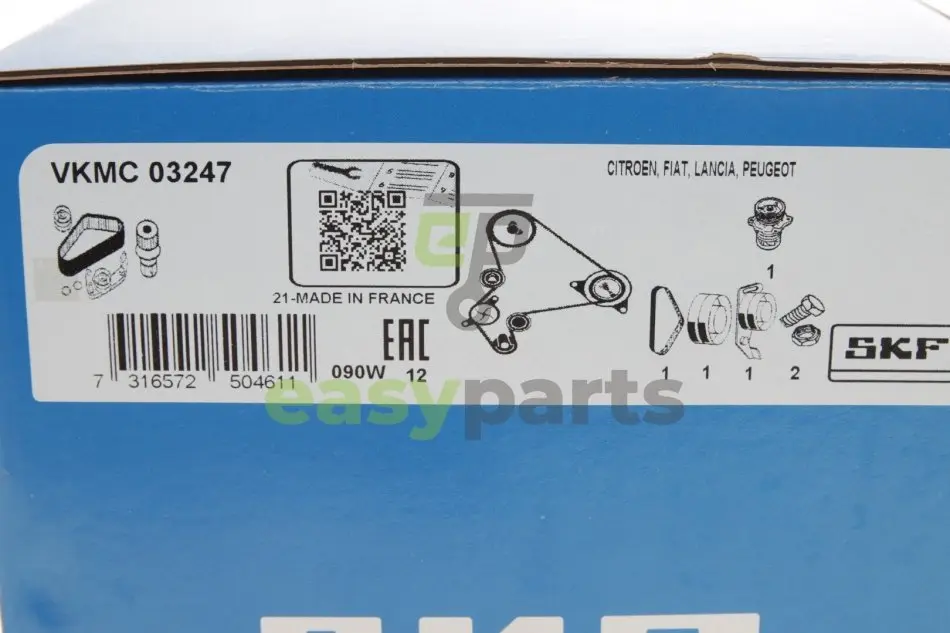 VKMC 03247
CITROEN, FIAT, LANCIA, PEUGEOT
21-MADE IN FRANCE
1
7 316572 504611
EAC
090W 12
1 1 1 2
SKF
ep
easyparts